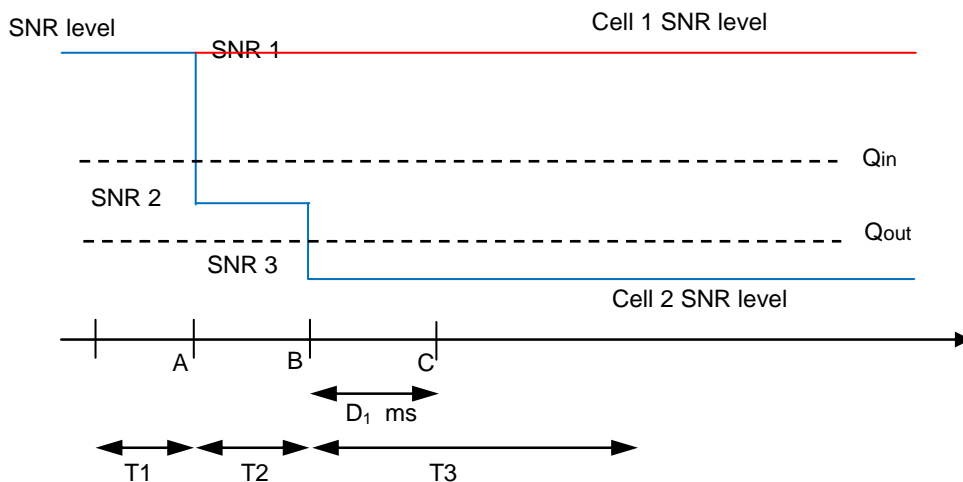 SNR level
Cell 1 SNR level
SNR 1
Qin
SNR 2
Qout
SNR 3
Cell 2 SNR level
A
B
C
D1 ms
T1
T2
T3